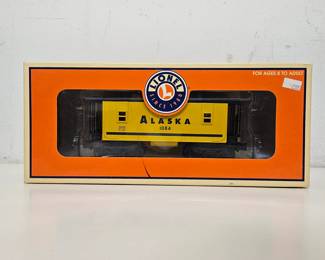 FOR AGES 8 TO ADULT
LIONEL
L
SINCE 1900
ALASKA
1084